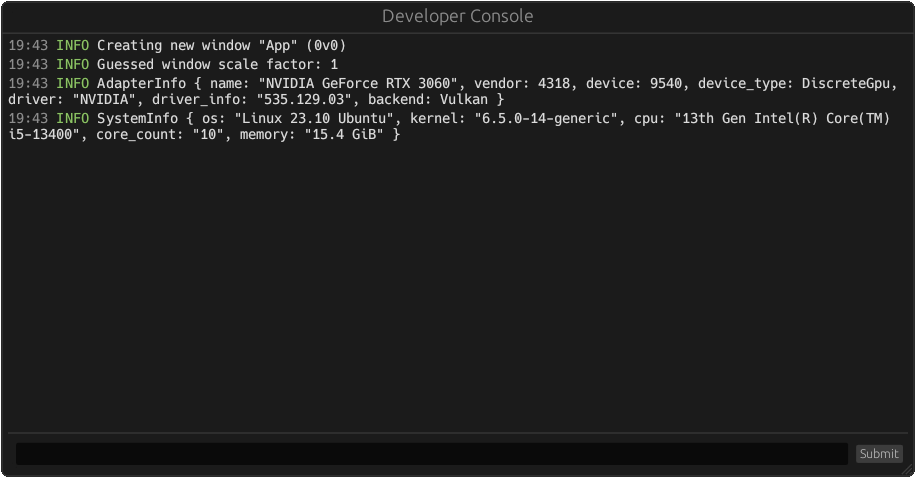 Developer Console
19:43 INFO Creating new window "App" (0v0)
19:43 INFO Guessed window scale factor: 1
19:43 INFO AdapterInfo { name: "NVIDIA GeForce RTX 3060", vendor: 4318, device: 9540, device_type: DiscreteGpu,
driver: "NVIDIA", driver_info: "535.129.03", backend: Vulkan }
19:43 INFO SystemInfo { os: "Linux 23.10 Ubuntu", kernel: "6.5.0-14-generic", cpu: "13th Gen Intel(R) Core(TM)
i5-13400", core_count: "10", memory: "15.4 GiB" }
Submit